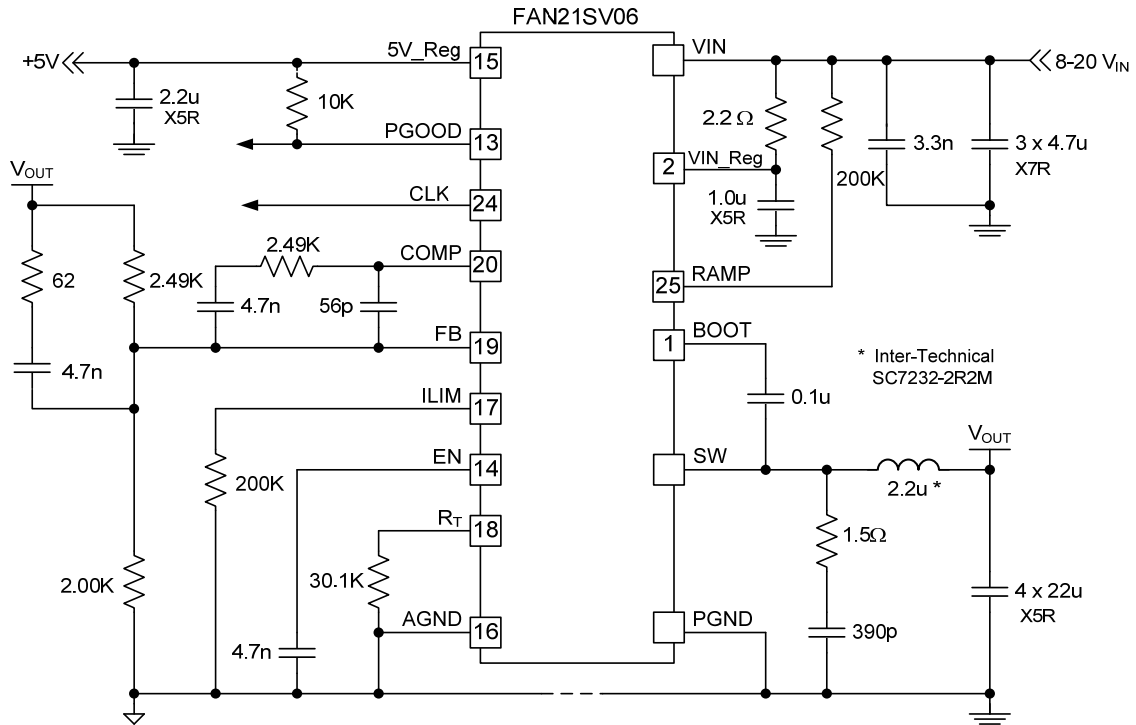 FAN21SV06
+5V
5V_Reg
15
VIN
8-20 VIN
2.2u
X5R
10K
2.2 Ω
3.3n
3 x 4.7u
X7R
PGOOD
13
2
VIN_Reg
200K
VOUT
1.0u
X5R
CLK
24
2.49K
COMP
20
62
2.49K
4.7n
56p
25
RAMP
FB
19
1
BOOT
4.7n
* Inter-Technical
SC7232-2R2M
ILIM
17
0.1u
VOUT
EN
14
SW
200K
2.2u *
RT
18
1.5Ω
30.1K
2.00K
4 x 22u
X5R
AGND
16
PGND
390p
4.7n